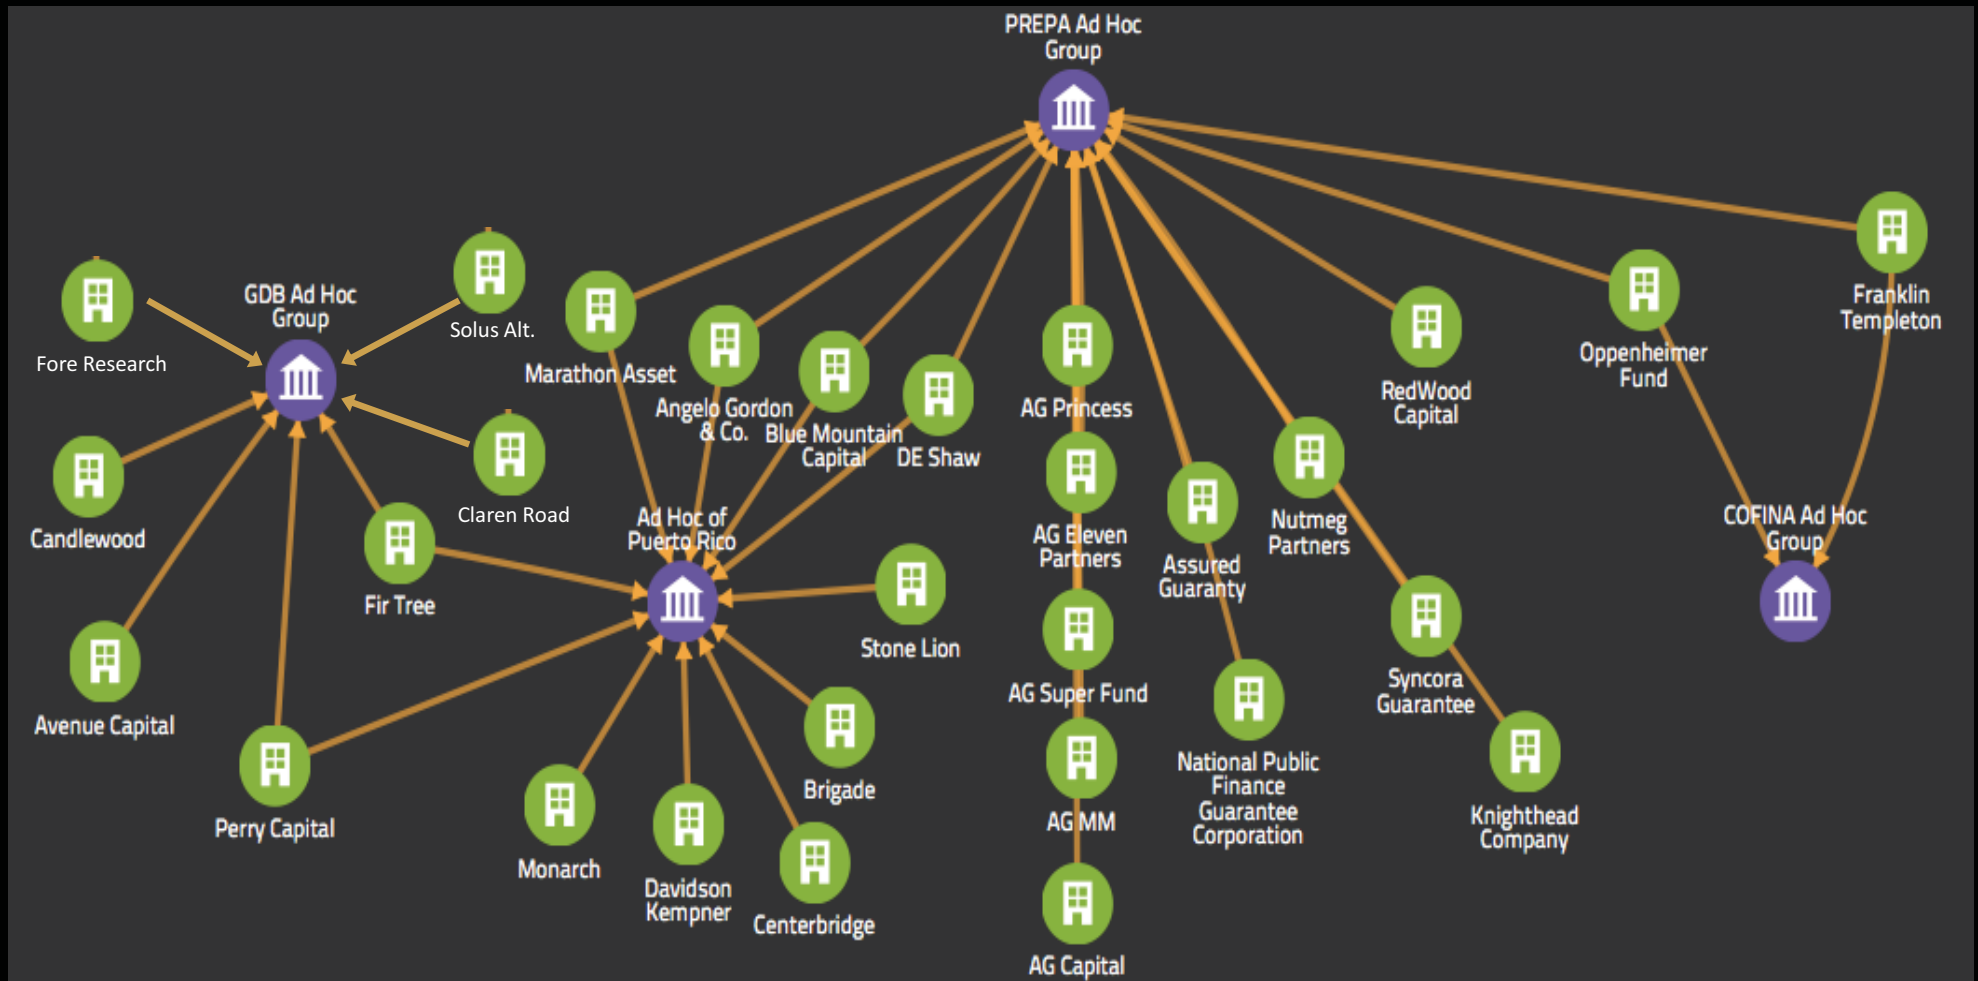 PREPA Ad Hoc
Group
GDB Ad Hoc
Group
Solus Alt.
Fore Research
Marathon Asset
Franklin
Templeton
Oppenheimer
Fund
RedWood
Capital
Angelo Gordon
& Co.
Blue Mountain
Capital
DE Shaw
AG Princess
Candlewood
Claren Road
Ad Hoc of
Puerto Rico
AG Eleven
Partners
Nutmeg
Partners
COFINA Ad Hoc
Group
Assured
Guaranty
Fir Tree
Stone Lion
AG Super Fund
Syncora
Guarantee
Avenue Capital
National Public
Finance
Guarantee
Corporation
Brigade
AG MM
Knighthead
Company
Perry Capital
Monarch
Davidson
Kempner
Centerbridge
AG Capital